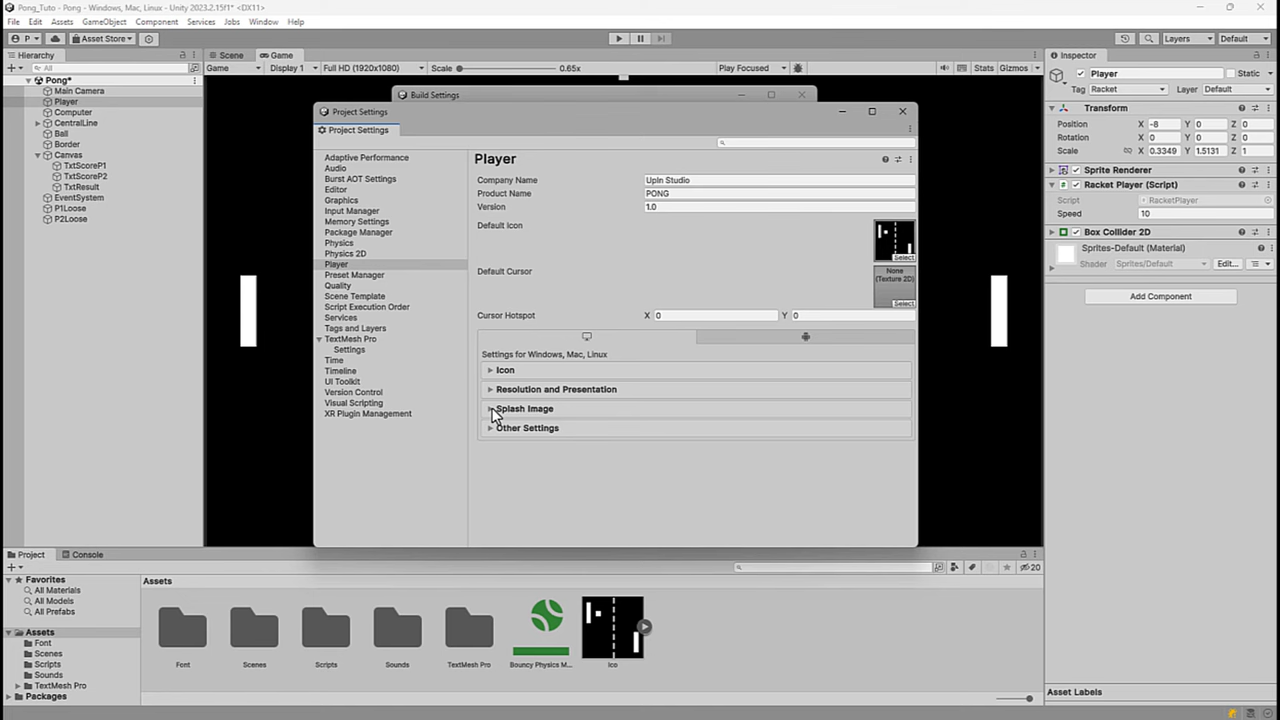 Pong_Tuto - Pong - Windows, Mac, Linux - Unity 2023.2.15f1* <DX11>
File Edit Assets GameObject Component Services Jobs Window Help
P Asset Store Layers Default
Hierarchy Scene Game Inspector
All Game Display 1 Full HD (1920x1080) Scale 0.65x Play Focused Stats Gizmos
Pong*
Main Camera
Player
Computer
CentralLine
Ball
Border
Canvas
TxtScoreP1
TxtScoreP2
TxtResult
EventSystem
P1Loose
P2Loose
Build Settings
Project Settings
Project Settings
Adaptive Performance
Audio
Burst AOT Settings
Editor
Graphics
Input Manager
Memory Settings
Package Manager
Physics
Physics 2D
Player
Preset Manager
Quality
Scene Template
Script Execution Order
Services
Tags and Layers
TextMesh Pro
Settings
Time
Timeline
UI Toolkit
Version Control
Visual Scripting
XR Plugin Management
Player
Company Name UpIn Studio
Product Name PONG
Version 1.0
Default Icon
Select
Default Cursor
None
(Texture 2D)
Select
Cursor Hotspot X 0 Y 0
Settings for Windows, Mac, Linux
Icon
Resolution and Presentation
Splash Image
Other Settings
Player Static
Tag Racket Layer Default
Transform
Position X -8 Y 0 Z 0
Rotation X 0 Y 0 Z 0
Scale X 0.3349 Y 1.5131 Z 1
Sprite Renderer
Racket Player (Script)
Script RacketPlayer
Speed 10
Box Collider 2D
Sprites-Default (Material)
Shader Sprites/Default Edit...
Add Component
Project Console
20
Favorites
All Materials
All Models
All Prefabs
Assets
Font
Scenes
Scripts
Sounds
TextMesh Pro
Packages
Assets
Font Scenes Scripts Sounds TextMesh Pro Bouncy Physics M... Ico
Asset Labels